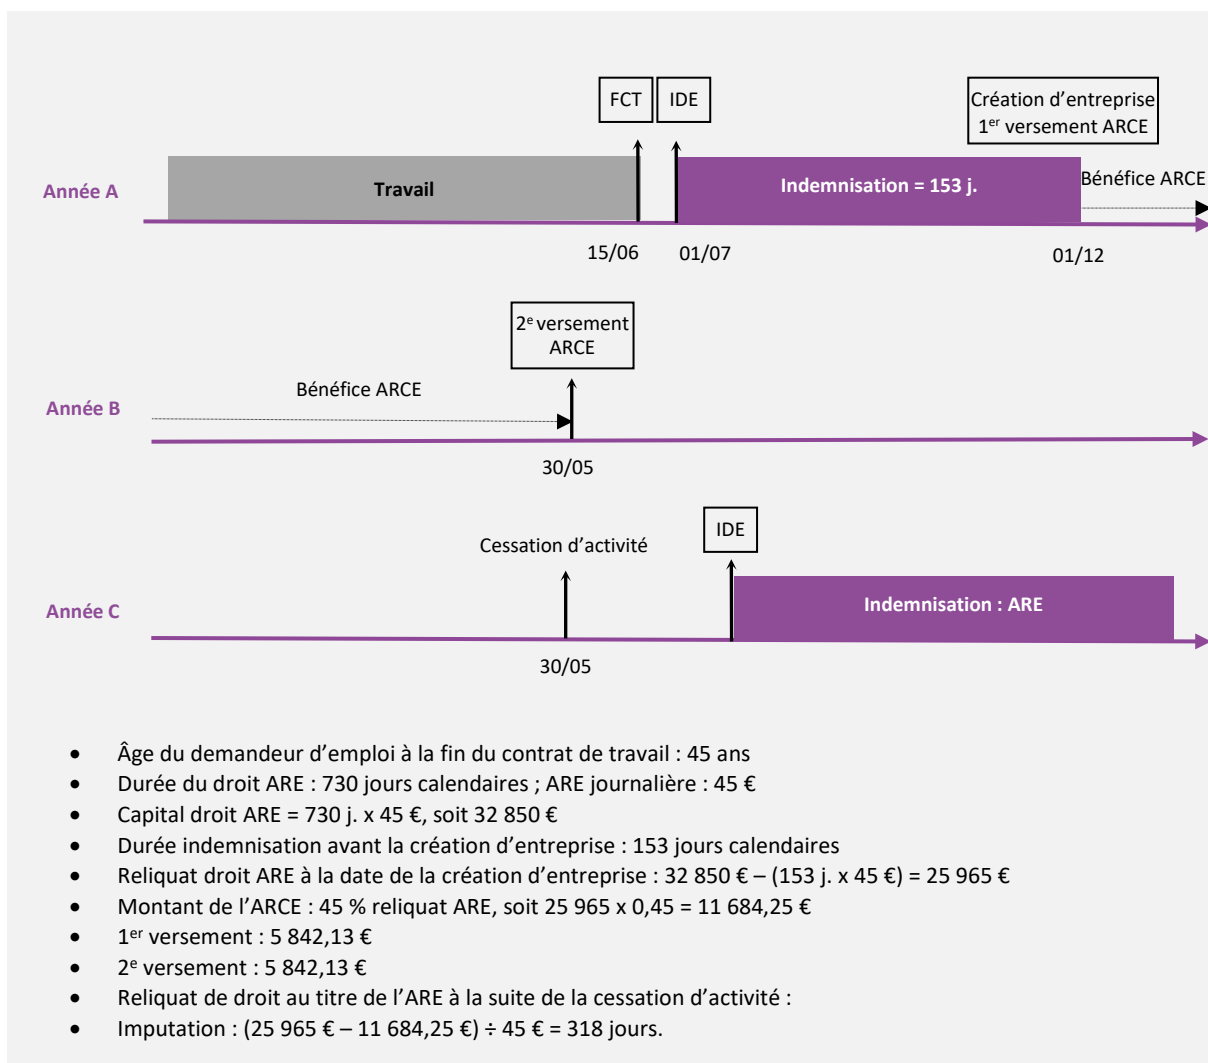 FCT
IDE
Création d’entreprise
1er versement ARCE
Année A
Travail
Indemnisation = 153 j.
Bénéfice ARCE
15/06
01/07
01/12
2e versement
ARCE
Bénéfice ARCE
Année B
30/05
Cessation d’activité
IDE
Année C
Indemnisation : ARE
30/05
• Âge du demandeur d’emploi à la fin du contrat de travail : 45 ans
• Durée du droit ARE : 730 jours calendaires ; ARE journalière : 45 €
• Capital droit ARE = 730 j. x 45 €, soit 32 850 €
• Durée indemnisation avant la création d’entreprise : 153 jours calendaires
• Reliquat droit ARE à la date de la création d’entreprise : 32 850 € – (153 j. x 45 €) = 25 965 €
• Montant de l’ARCE : 45 % reliquat ARE, soit 25 965 x 0,45 = 11 684,25 €
• 1er versement : 5 842,13 €
• 2e versement : 5 842,13 €
• Reliquat de droit au titre de l’ARE à la suite de la cessation d’activité :
• Imputation : (25 965 € – 11 684,25 €) ÷ 45 € = 318 jours.